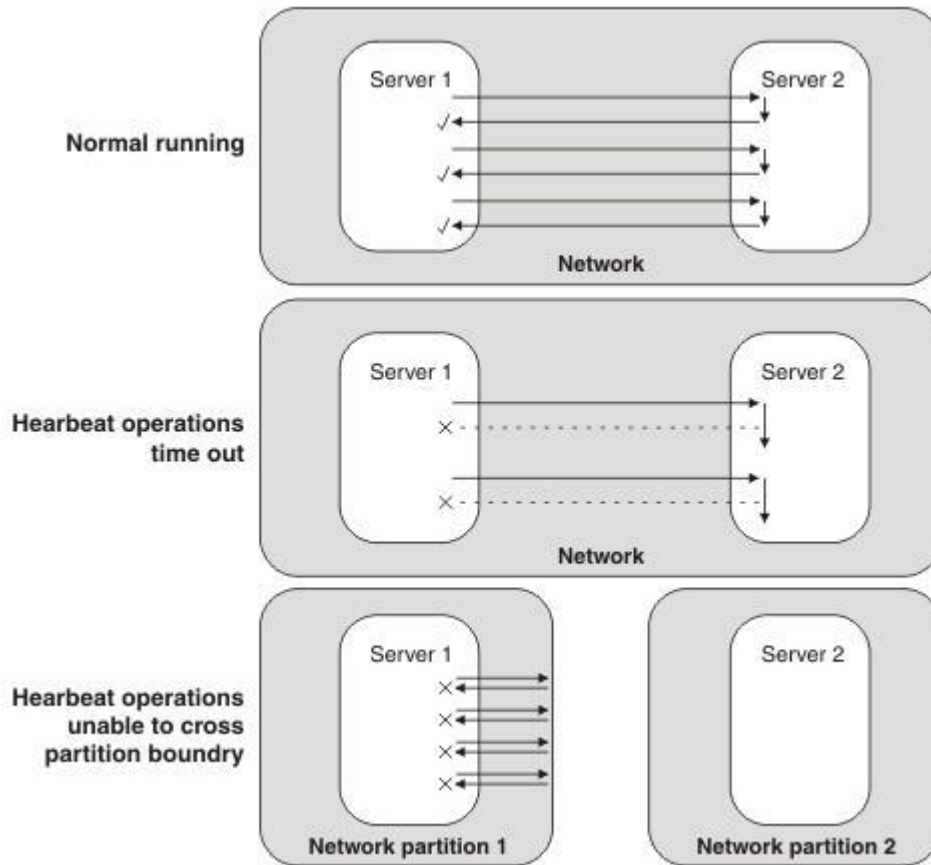 Normal running
Server 1
Server 2
Network
Hearbeat operations
time out
Server 1
Server 2
Network
Hearbeat operations
unable to cross
partition boundry
Server 1
Server 2
Network partition 1
Network partition 2